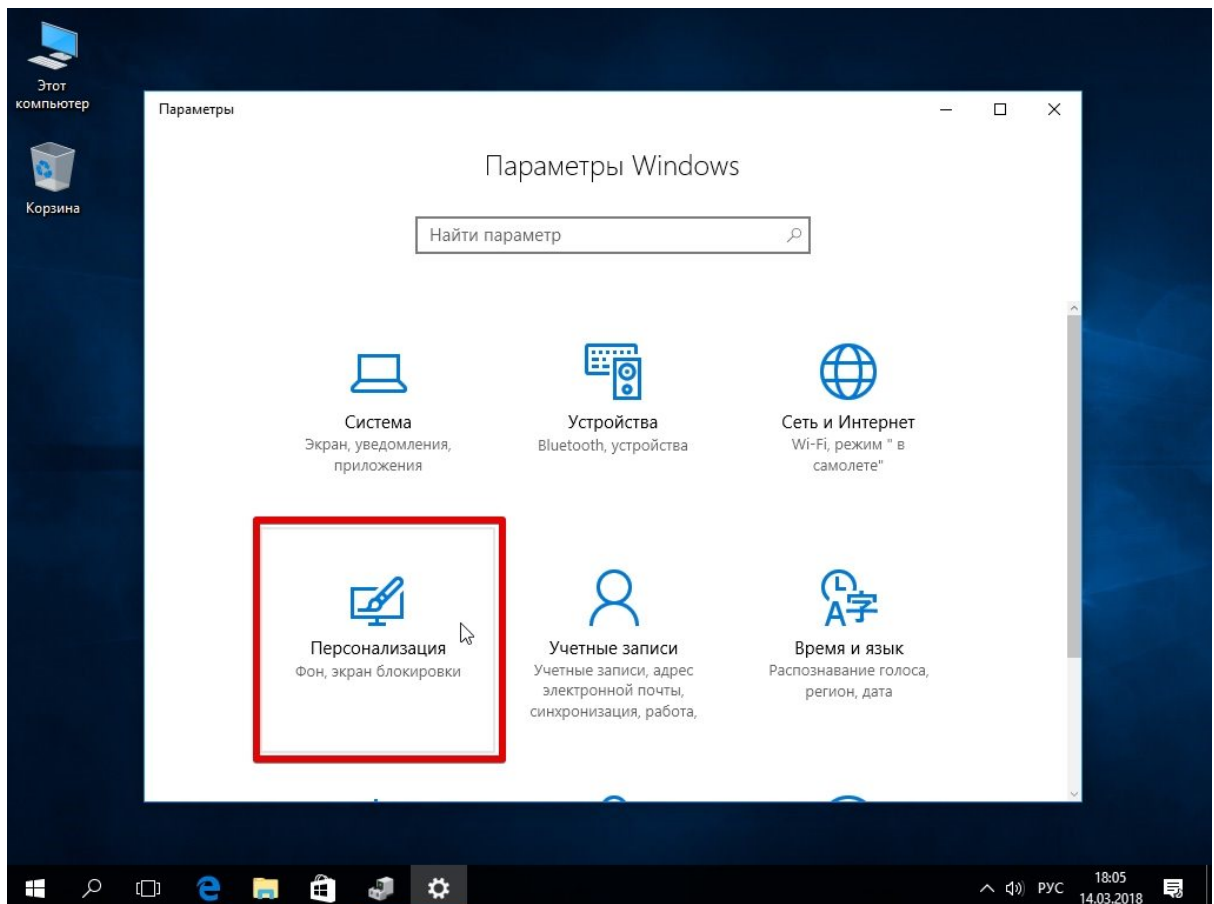 Этот
компьютер
Корзина
Параметры
Параметры Windows
Найти параметр
Система
Экран, уведомления,
приложения
Устройства
Bluetooth, устройства
Сеть и Интернет
Wi-Fi, режим " в
самолете"
Персонализация
Фон, экран блокировки
Учетные записи
Учетные записи, адрес
электронной почты,
синхронизация, работа,
Время и язык
Распознавание голоса,
регион, дата
РУС
18:05
14.03.2018